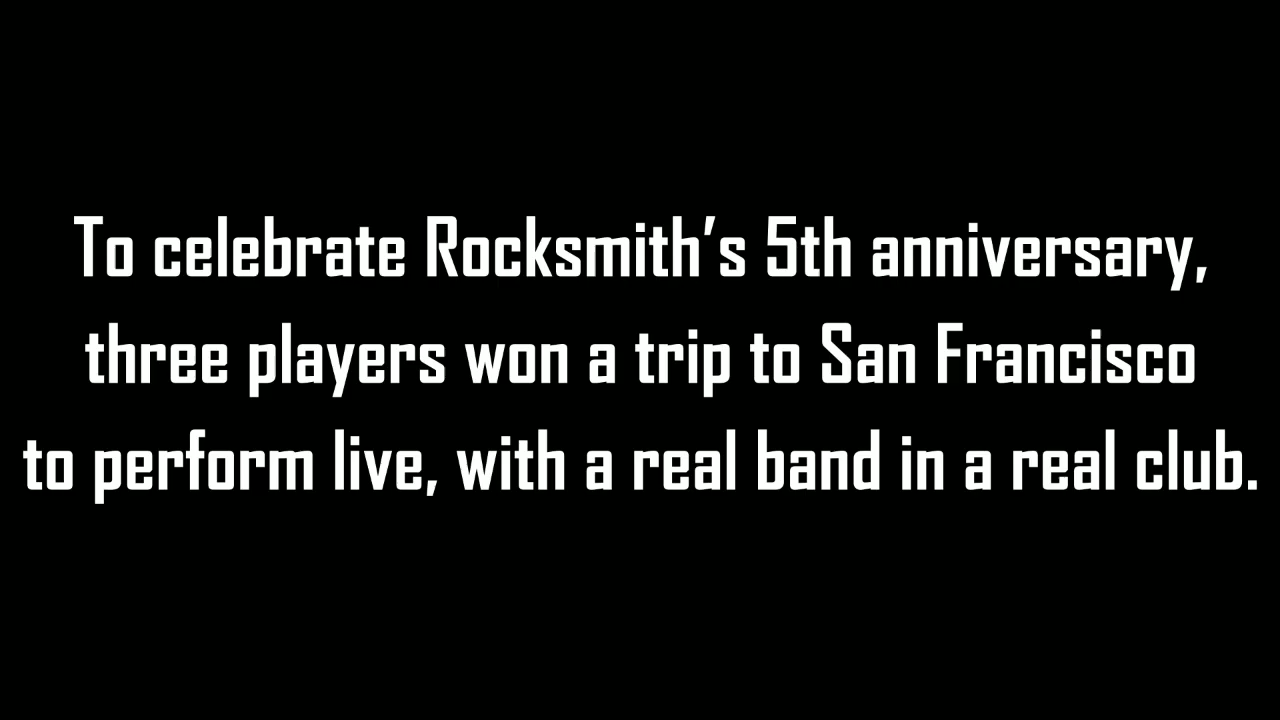 To celebrate Rocksmith’s 5th anniversary,
three players won a trip to San Francisco
to perform live, with a real band in a real club.